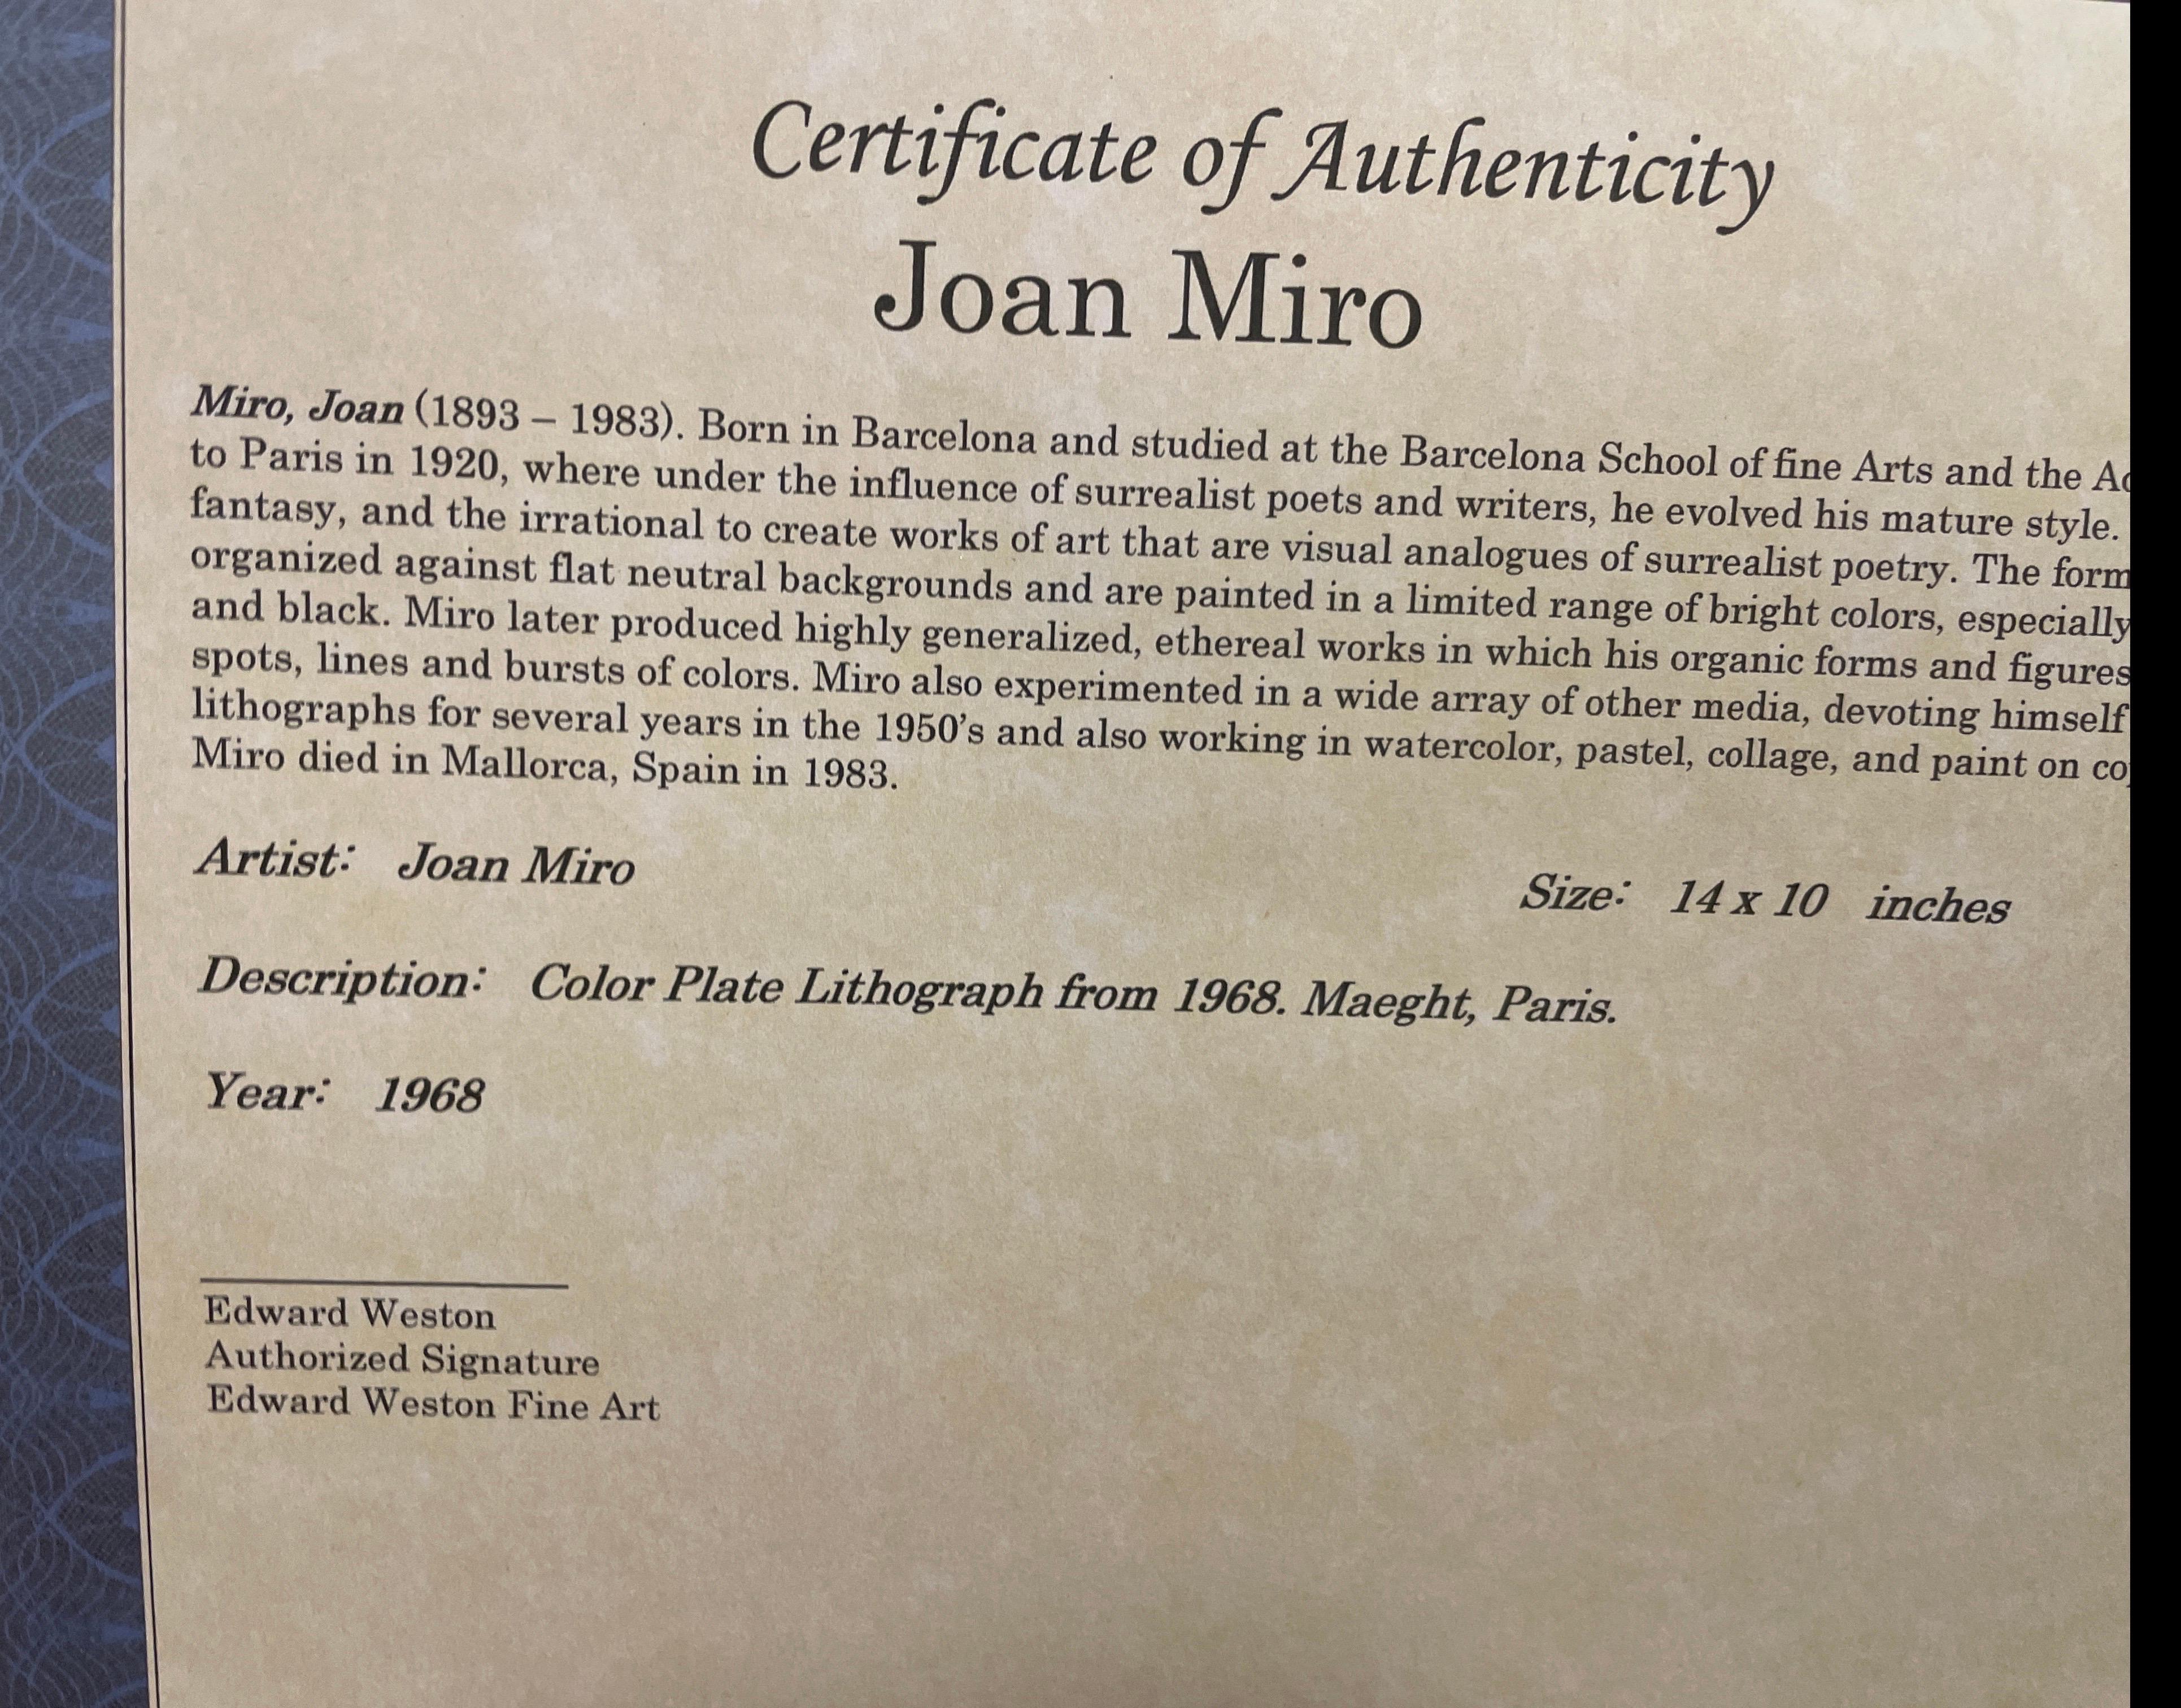 Certificate of Authenticity
Joan Miro
Miro, Joan (1893 – 1983). Born in Barcelona and studied at the Barcelona School of fine Arts and the
to Paris in 1920, where under the influence of surrealist poets and writers, he evolved his mature style.
fantasy, and the irrational to create works of art that are visual analogues of surrealist poetry. The
organized against flat neutral backgrounds and are painted in a limited range of bright colors, especially
and black. Miro later produced highly generalized, ethereal works in which his organic forms and figures
spots, lines and bursts of colors. Miro also experimented in a wide array of other media, devoting himself
lithographs for several years in the 1950's and also working in watercolor, pastel, collage, and paint on
Miro died in Mallorca, Spain in 1983.
Artist: Joan Miro
Size: 14 x 10 inches
Description: Color Plate Lithograph from 1968. Maeght, Paris.
Year: 1968
Edward Weston
Authorized Signature
Edward Weston Fine Art